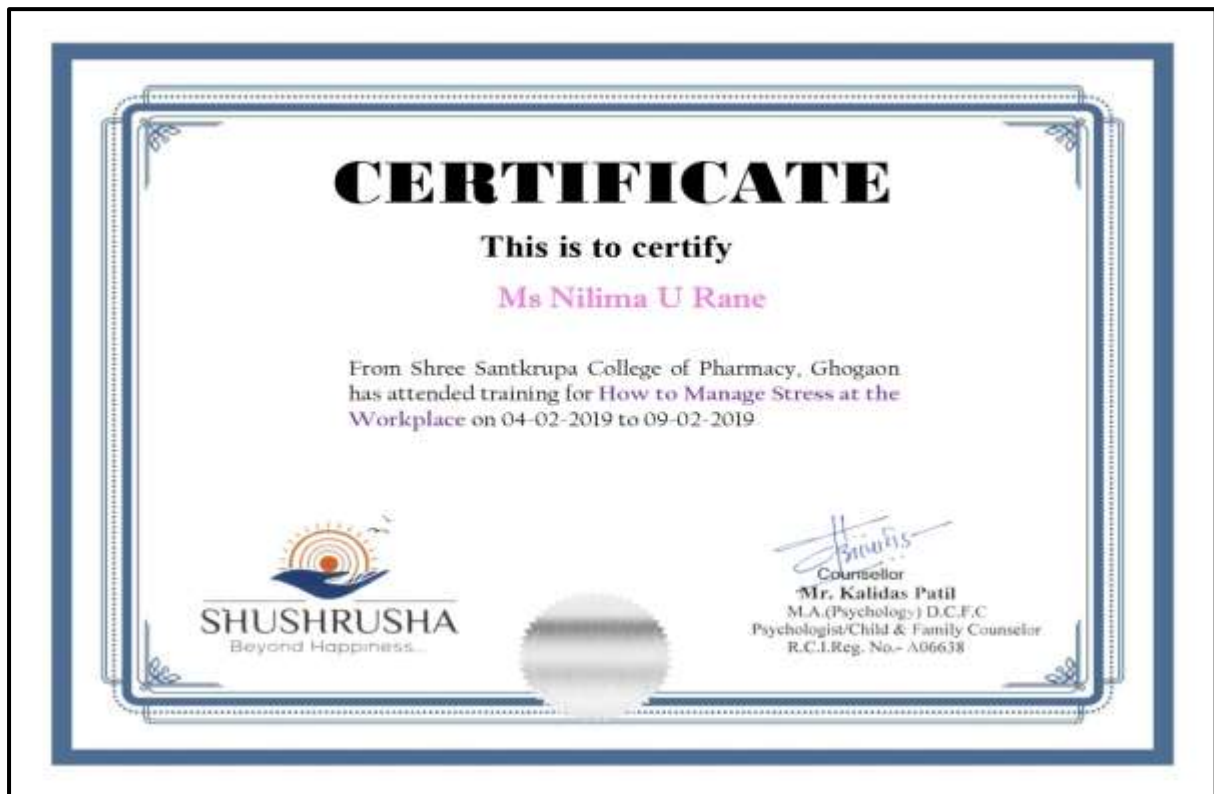 CERTIFICATE
This is to certify
Ms Nilima U Rane
From Shree Santkrupa College of Pharmacy, Ghogaon
has attended training for How to Manage Stress at the
Workplace on 04-02-2019 to 09-02-2019
SHUSHRUSHA
Beyond Happiness...
Counsellor
Mr. Kalidas Patil
M.A.(Psychology) D.C.F.C
Psychologist/Child & Family Counselor
R.C.I.Reg. No.- A06638